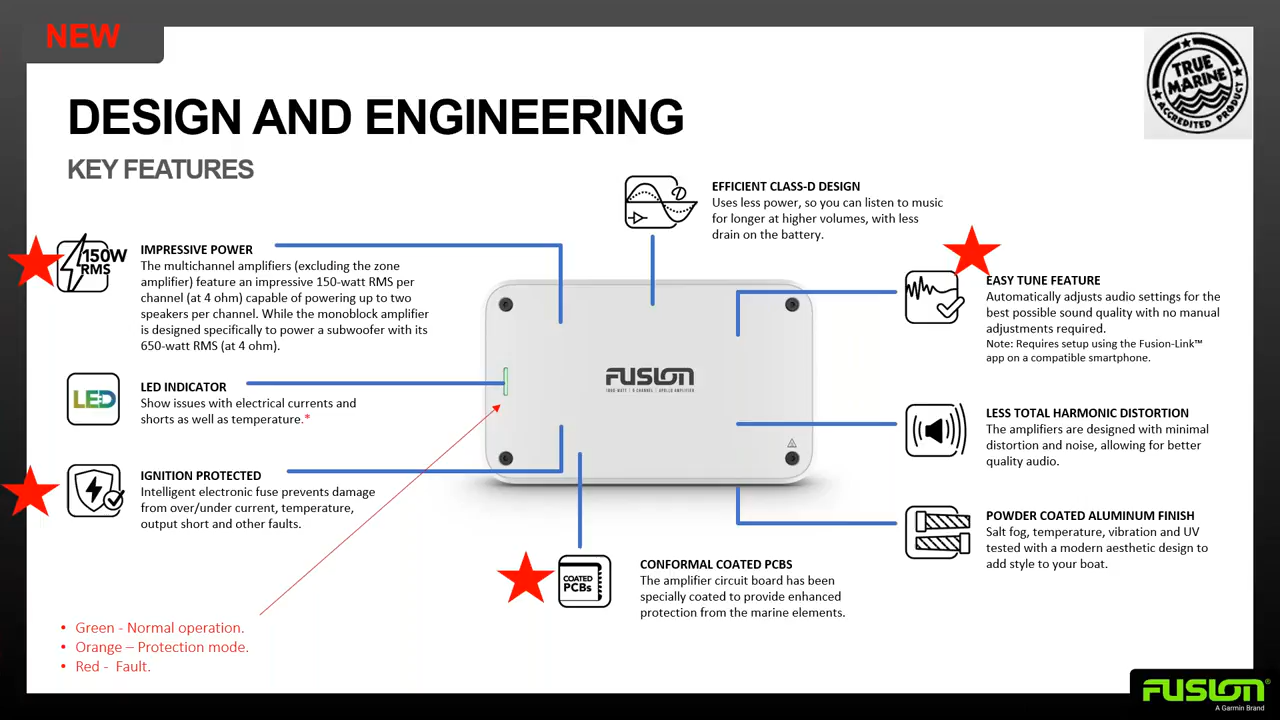 NEW
TRUE
MARINE
ACCREDITED PRODUCT
DESIGN AND ENGINEERING
KEY FEATURES
EFFICIENT CLASS-D DESIGN
Uses less power, so you can listen to music
for longer at higher volumes, with less
drain on the battery.
D
150W
RMS
IMPRESSIVE POWER
The multichannel amplifiers (excluding the zone
amplifier) feature an impressive 150-watt RMS per
channel (at 4 ohm) capable of powering up to two
speakers per channel. While the monoblock amplifier
is designed specifically to power a subwoofer with its
650-watt RMS (at 4 ohm).
LED
LED INDICATOR
Show issues with electrical currents and
shorts as well as temperature.*
IGNITION PROTECTED
Intelligent electronic fuse prevents damage
from over/under current, temperature,
output short and other faults.
FUSION
EASY TUNE FEATURE
Automatically adjusts audio settings for the
best possible sound quality with no manual
adjustments required.
Note: Requires setup using the Fusion-Link™
app on a compatible smartphone.
LESS TOTAL HARMONIC DISTORTION
The amplifiers are designed with minimal
distortion and noise, allowing for better
quality audio.
POWDER COATED ALUMINUM FINISH
Salt fog, temperature, vibration and UV
tested with a modern aesthetic design to
add style to your boat.
COATED
PCBs
CONFORMAL COATED PCBS
The amplifier circuit board has been
specially coated to provide enhanced
protection from the marine elements.
• Green - Normal operation.
• Orange – Protection mode.
• Red - Fault.
FUSION®
A Garmin Brand